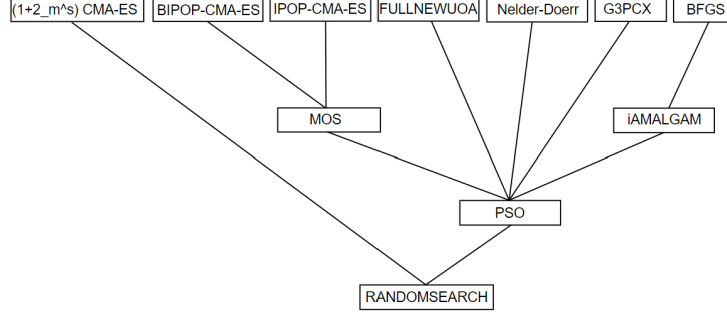 (1+2_m^s) CMA-ES
BIPOP-CMA-ES
IPOP-CMA-ES
FULLNEWUOA
Nelder-Doerr
G3PCX
BFGS
MOS
iAMALGAM
PSO
RANDOMSEARCH